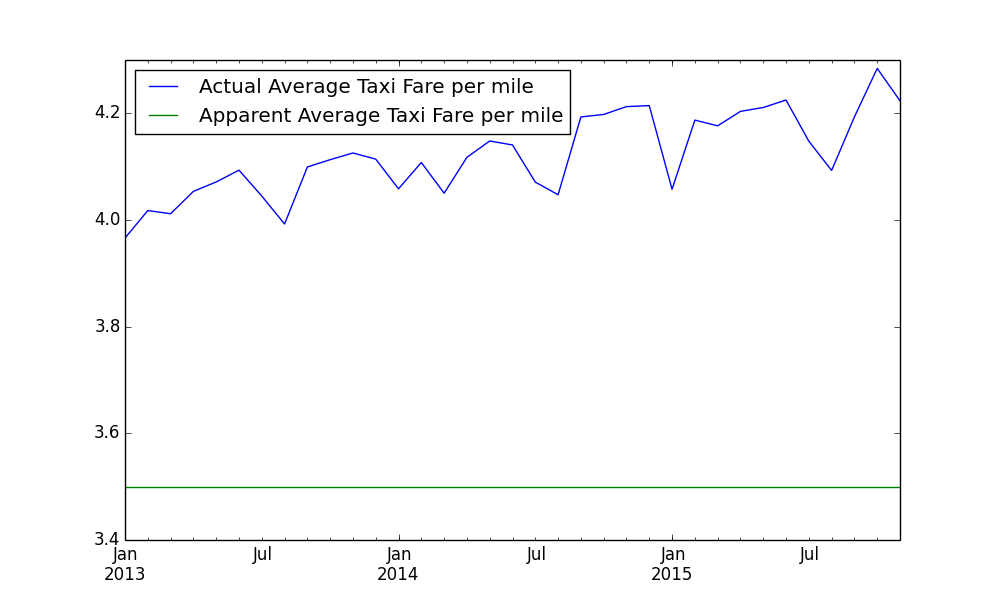 Actual Average Taxi Fare per mile
Apparent Average Taxi Fare per mile
4.2
4.0
3.8
3.6
3.4
Jan Jul Jan Jul Jan Jul
2013 2014 2015